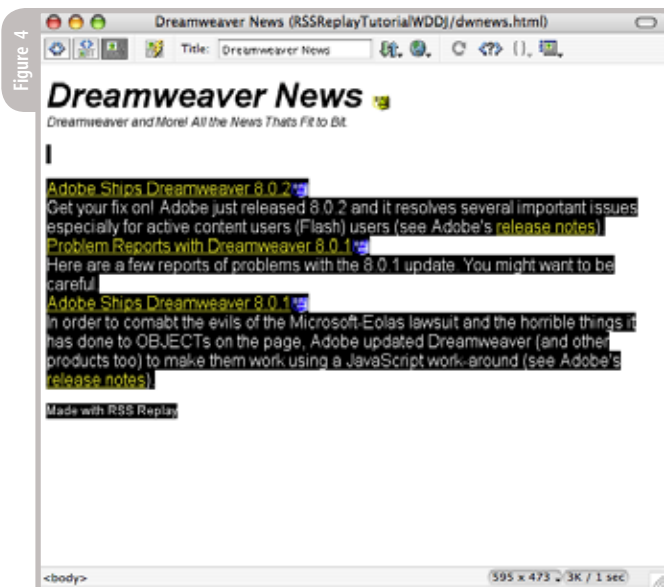 Figure 4
Dreamweaver News (RSSReplayTutorialWDDJ/dwnews.html)
Title: Dreamweaver News
Dreamweaver News
Dreamweaver and More! All the News Thats Fit to Bit.
Adobe Ships Dreamweaver 8.0.2
Get your fix on! Adobe just released 8.0.2 and it resolves several important issues
especially for active content users (Flash) users (see Adobe's release notes).
Problem Reports with Dreamweaver 8.0.1
Here are a few reports of problems with the 8.0.1 update. You might want to be
careful.
Adobe Ships Dreamweaver 8.0.1
In order to comabt the evils of the Microsoft-Eolas lawsuit and the horrible things it
has done to OBJECTs on the page, Adobe updated Dreamweaver (and other
products too) to make them work using a JavaScript work-around (see Adobe's
release notes).
Made with RSS Replay
<body>
595 x 473 3K / 1 sec